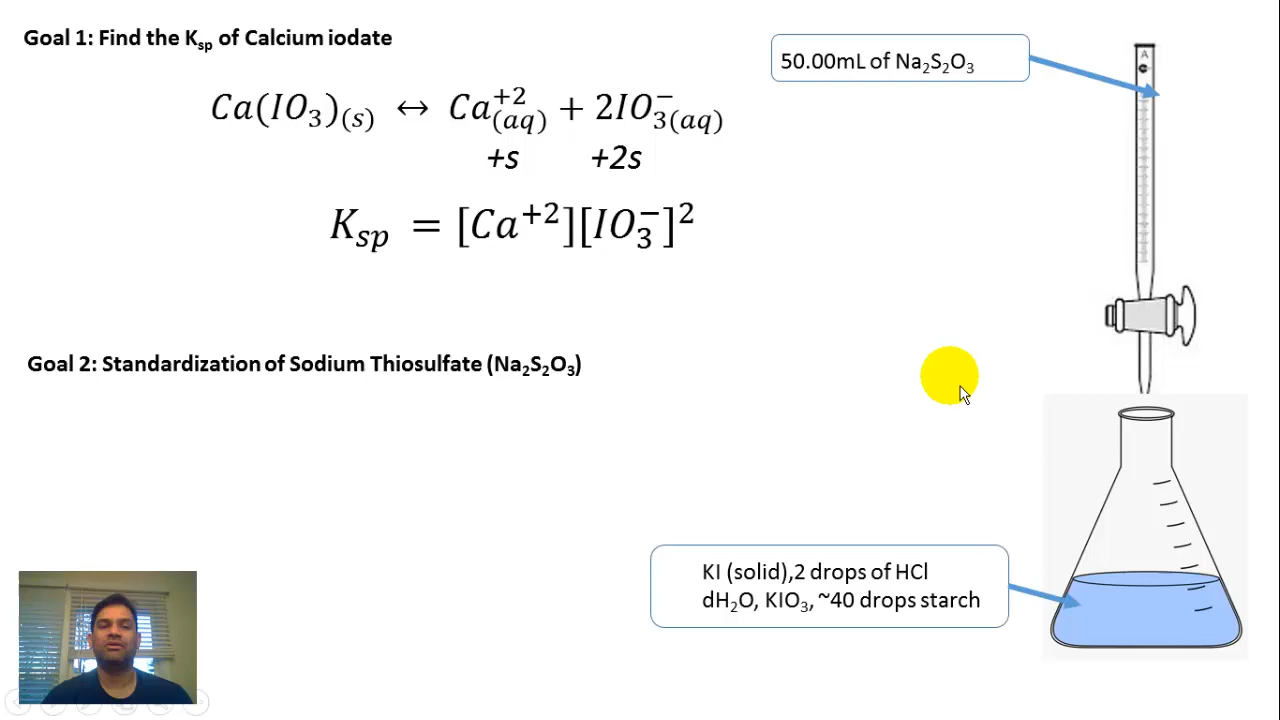 Goal 1: Find the Ksp of Calcium iodate
50.00mL of Na2S2O3
A
Ca(IO3)(s) ↔ Ca+2(aq) + 2IO3−(aq)
+s +2s
Ksp = [Ca+2][IO3−]2
Goal 2: Standardization of Sodium Thiosulfate (Na2S2O3)
KI (solid),2 drops of HCl
dH2O, KIO3, ~40 drops starch